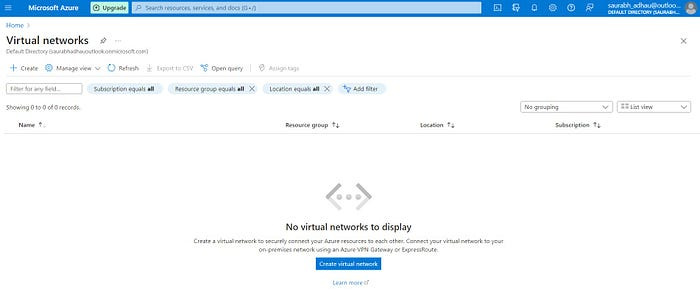 Microsoft Azure Upgrade Search resources, services, and docs (G+/) saurabh_adhau@outloo...
DEFAULT DIRECTORY (SAURABH...
Home >
Virtual networks ...
Default Directory (saurabhadhauoutlook.onmicrosoft.com)
+ Create Manage view Refresh Export to CSV Open query Assign tags
Filter for any field... Subscription equals all Resource group equals all Location equals all Add filter
Showing 0 to 0 of 0 records. No grouping List view
Name Resource group Location Subscription
No virtual networks to display
Create a virtual network to securely connect your Azure resources to each other. Connect your virtual network to your
on-premises network using an Azure VPN Gateway or ExpressRoute.
Create virtual network
Learn more